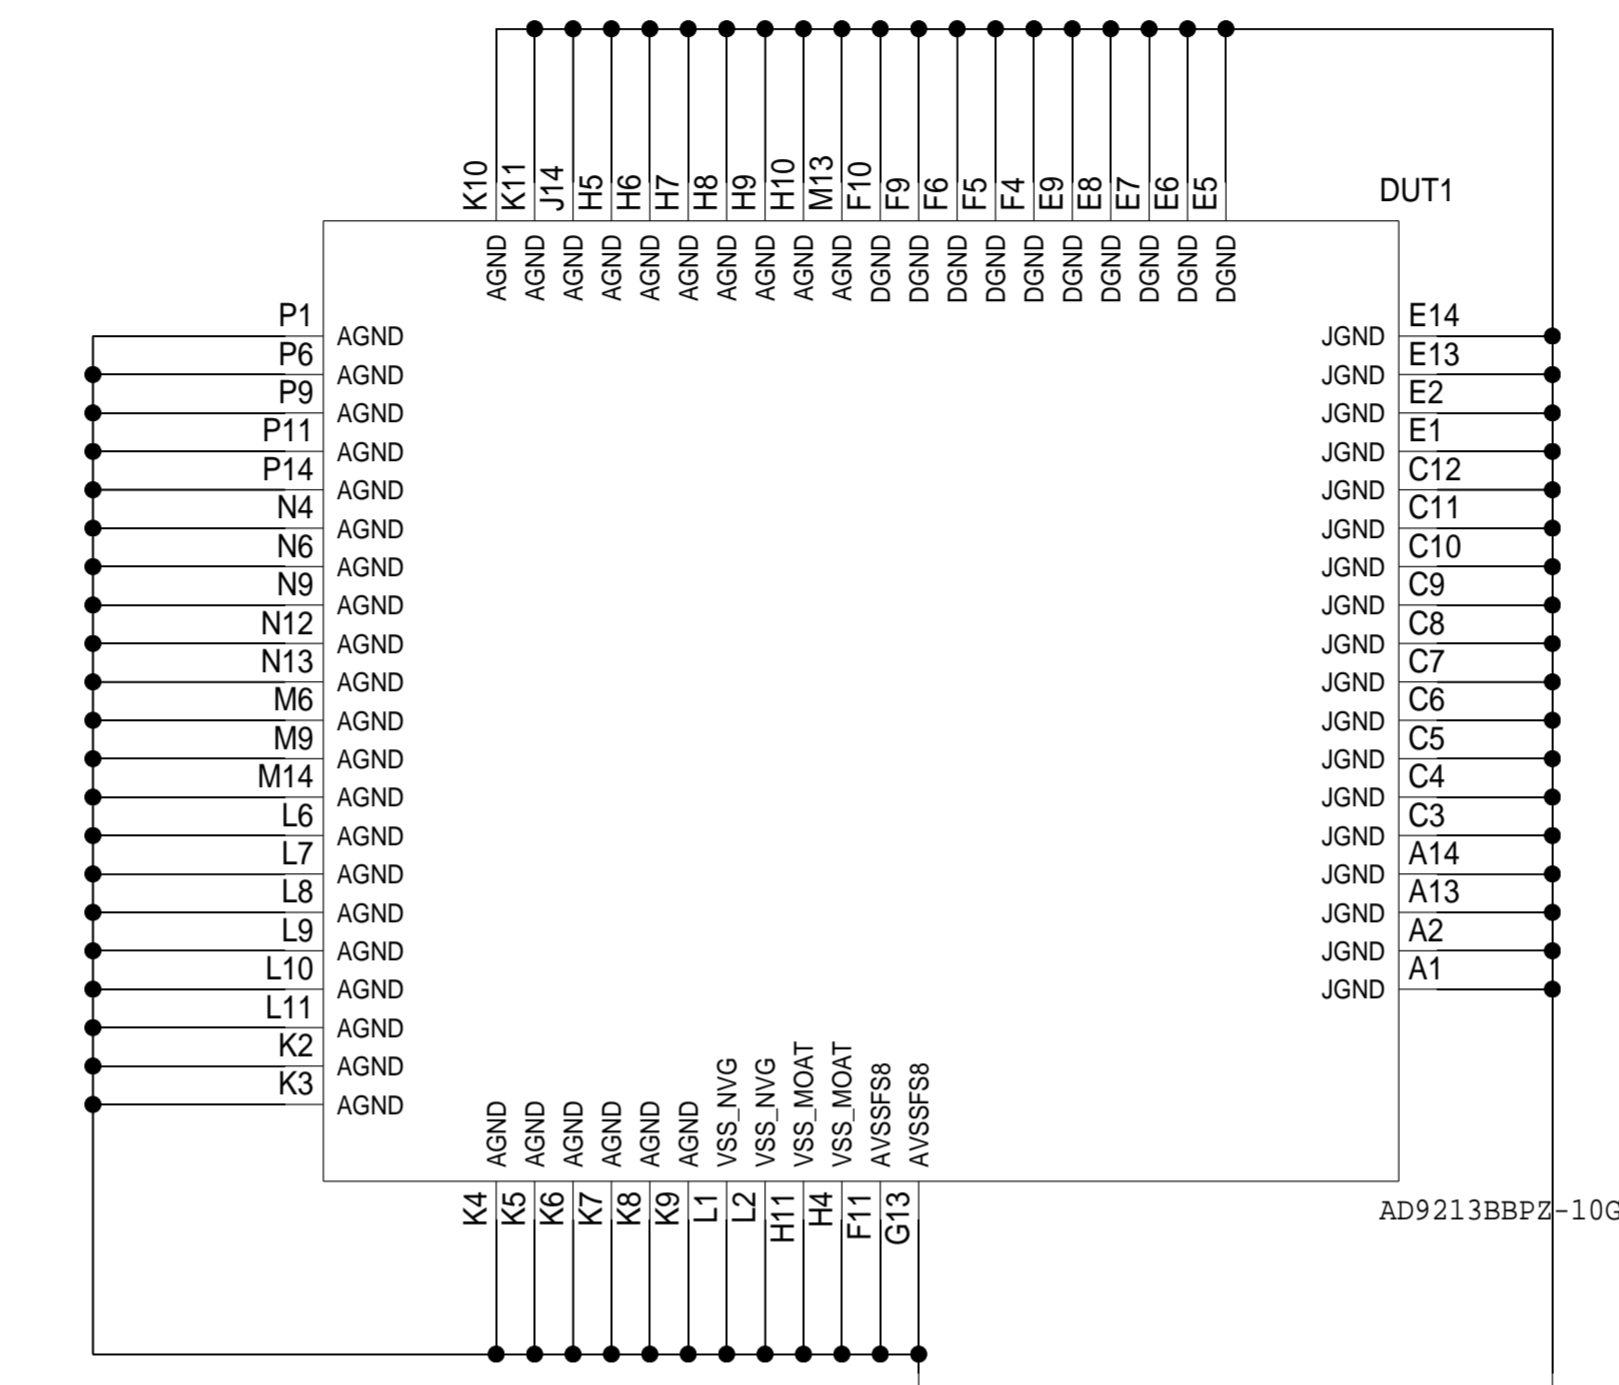 K10
K11
J14
H5
H6
H7
H8
H9
H10
M13
F10
F9
F6
F5
F4
E9
E8
E7
E6
E5
DUT1
AGND
AGND
AGND
AGND
AGND
AGND
AGND
AGND
AGND
AGND
DGND
DGND
DGND
DGND
DGND
DGND
DGND
DGND
DGND
DGND
P1 AGND
P6 AGND
P9 AGND
P11 AGND
P14 AGND
N4 AGND
N6 AGND
N9 AGND
N12 AGND
N13 AGND
M6 AGND
M9 AGND
M14 AGND
L6 AGND
L7 AGND
L8 AGND
L9 AGND
L10 AGND
L11 AGND
K2 AGND
K3 AGND
JGND E14
JGND E13
JGND E2
JGND E1
JGND C12
JGND C11
JGND C10
JGND C9
JGND C8
JGND C7
JGND C6
JGND C5
JGND C4
JGND C3
JGND A14
JGND A13
JGND A2
JGND A1
AGND
AGND
AGND
AGND
AGND
AGND
VSS_NVG
VSS_NVG
VSS_MOAT
VSS_MOAT
AVSSFS8
AVSSFS8
K4
K5
K6
K7
K8
K9
L1
L2
H11
H4
F11
G13
AD9213BBPZ-10G